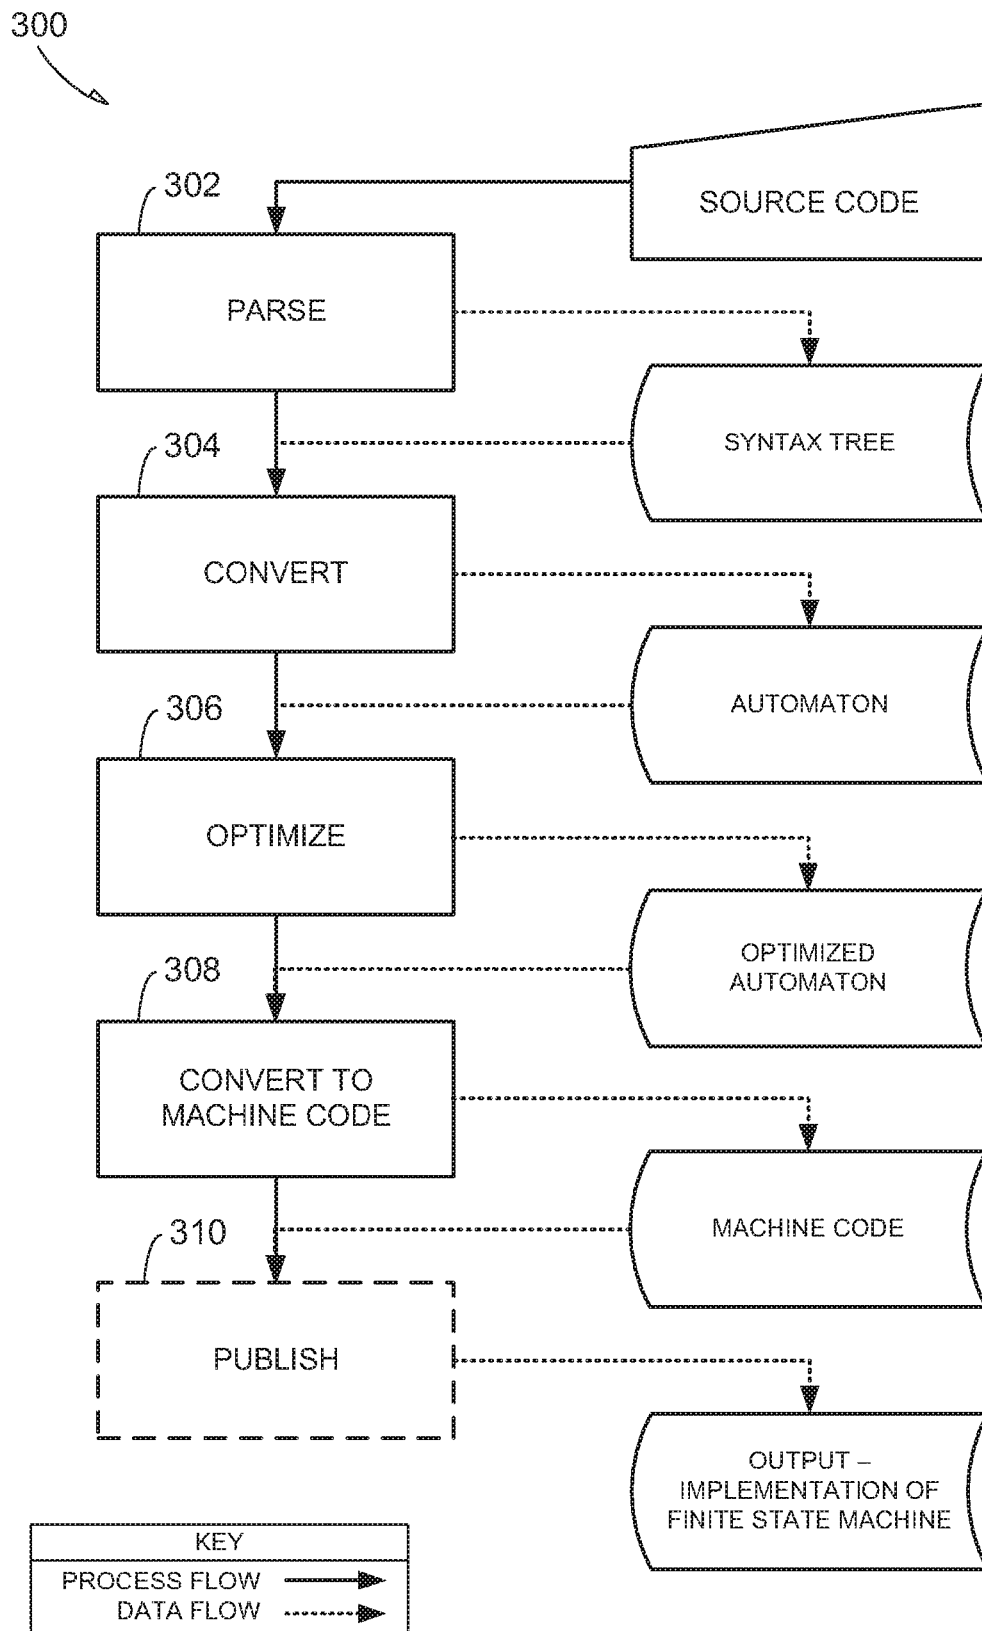 300
SOURCE CODE
302
PARSE
SYNTAX TREE
304
CONVERT
AUTOMATON
306
OPTIMIZE
OPTIMIZED
AUTOMATON
308
CONVERT TO
MACHINE CODE
MACHINE CODE
310
PUBLISH
OUTPUT –
IMPLEMENTATION OF
FINITE STATE MACHINE
KEY
PROCESS FLOW
DATA FLOW